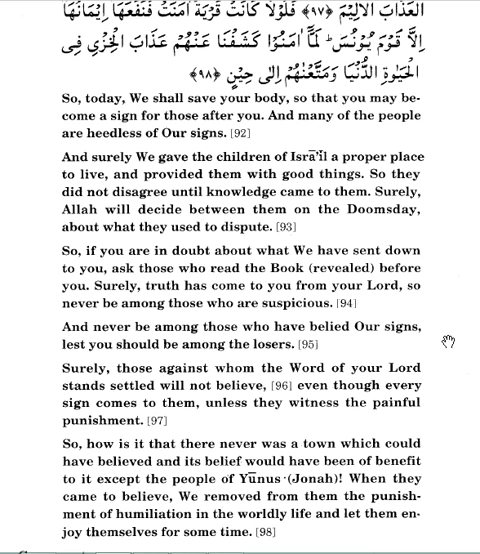 العَذَابَ الاَلِيْمَ ﴿٩٧﴾ فَلَوْلَا كَانَتْ قَرْيَةٌ اٰمَنَتْ فَنَفَعَهَا اِيْمَانُهَا
اِلَّا قَوْمَ يُوْنُسَ ؕ لَمَّاۤ اٰمَنُوْا كَشَفْنَا عَنْهُمْ عَذَابَ الْخِزْيِ فِى
الْحَيٰوةِ الدُّنْيَا وَمَتَّعْنٰهُمْ اِلٰى حِيْنٍ ﴿٩٨﴾
So, today, We shall save your body, so that you may be-
come a sign for those after you. And many of the people
are heedless of Our signs. [92]
And surely We gave the children of Isrā'īl a proper place
to live, and provided them with good things. So they
did not disagree until knowledge came to them. Surely,
Allah will decide between them on the Doomsday,
about what they used to dispute. [93]
So, if you are in doubt about what We have sent down
to you, ask those who read the Book (revealed) before
you. Surely, truth has come to you from your Lord, so
never be among those who are suspicious. [94]
And never be among those who have belied Our signs,
lest you should be among the losers. [95]
Surely, those against whom the Word of your Lord
stands settled will not believe, [96] even though every
sign comes to them, unless they witness the painful
punishment. [97]
So, how is it that there never was a town which could
have believed and its belief would have been of benefit
to it except the people of Yūnus (Jonah)! When they
came to believe, We removed from them the punish-
ment of humiliation in the worldly life and let them en-
joy themselves for some time. [98]